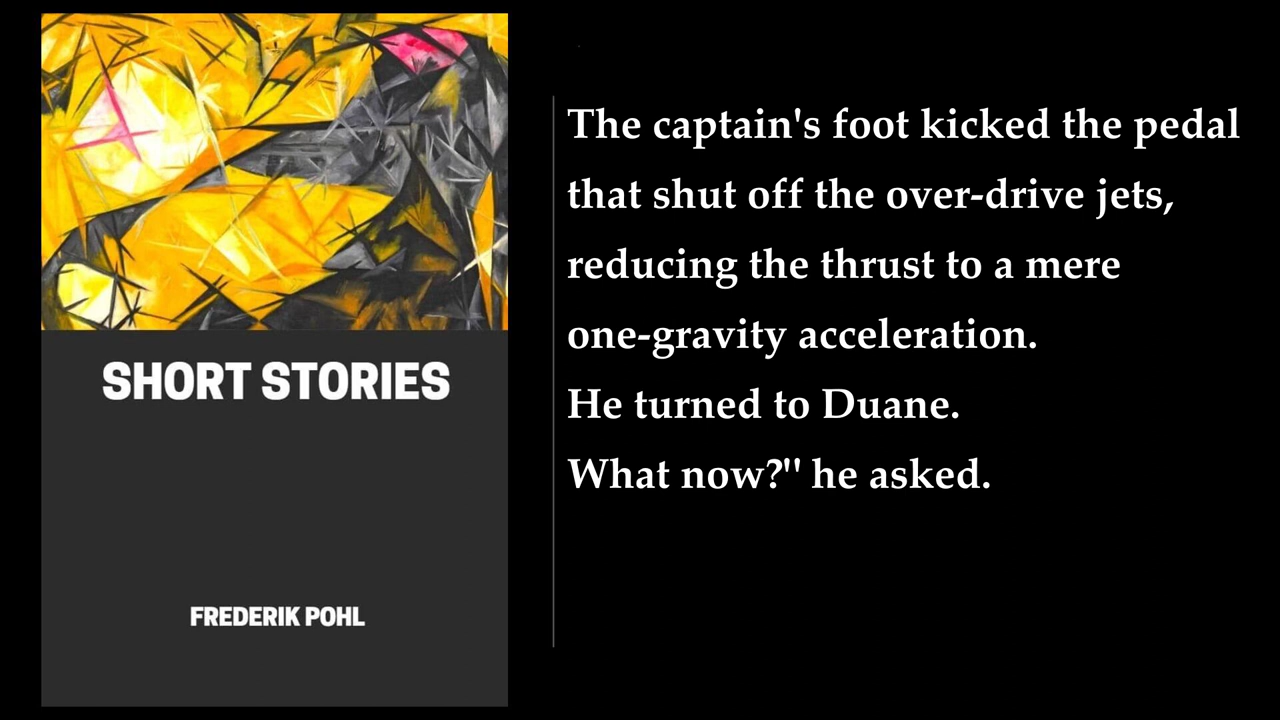 SHORT STORIES
FREDERIK POHL
The captain's foot kicked the pedal
that shut off the over-drive jets,
reducing the thrust to a mere
one-gravity acceleration.
He turned to Duane.
What now?" he asked.